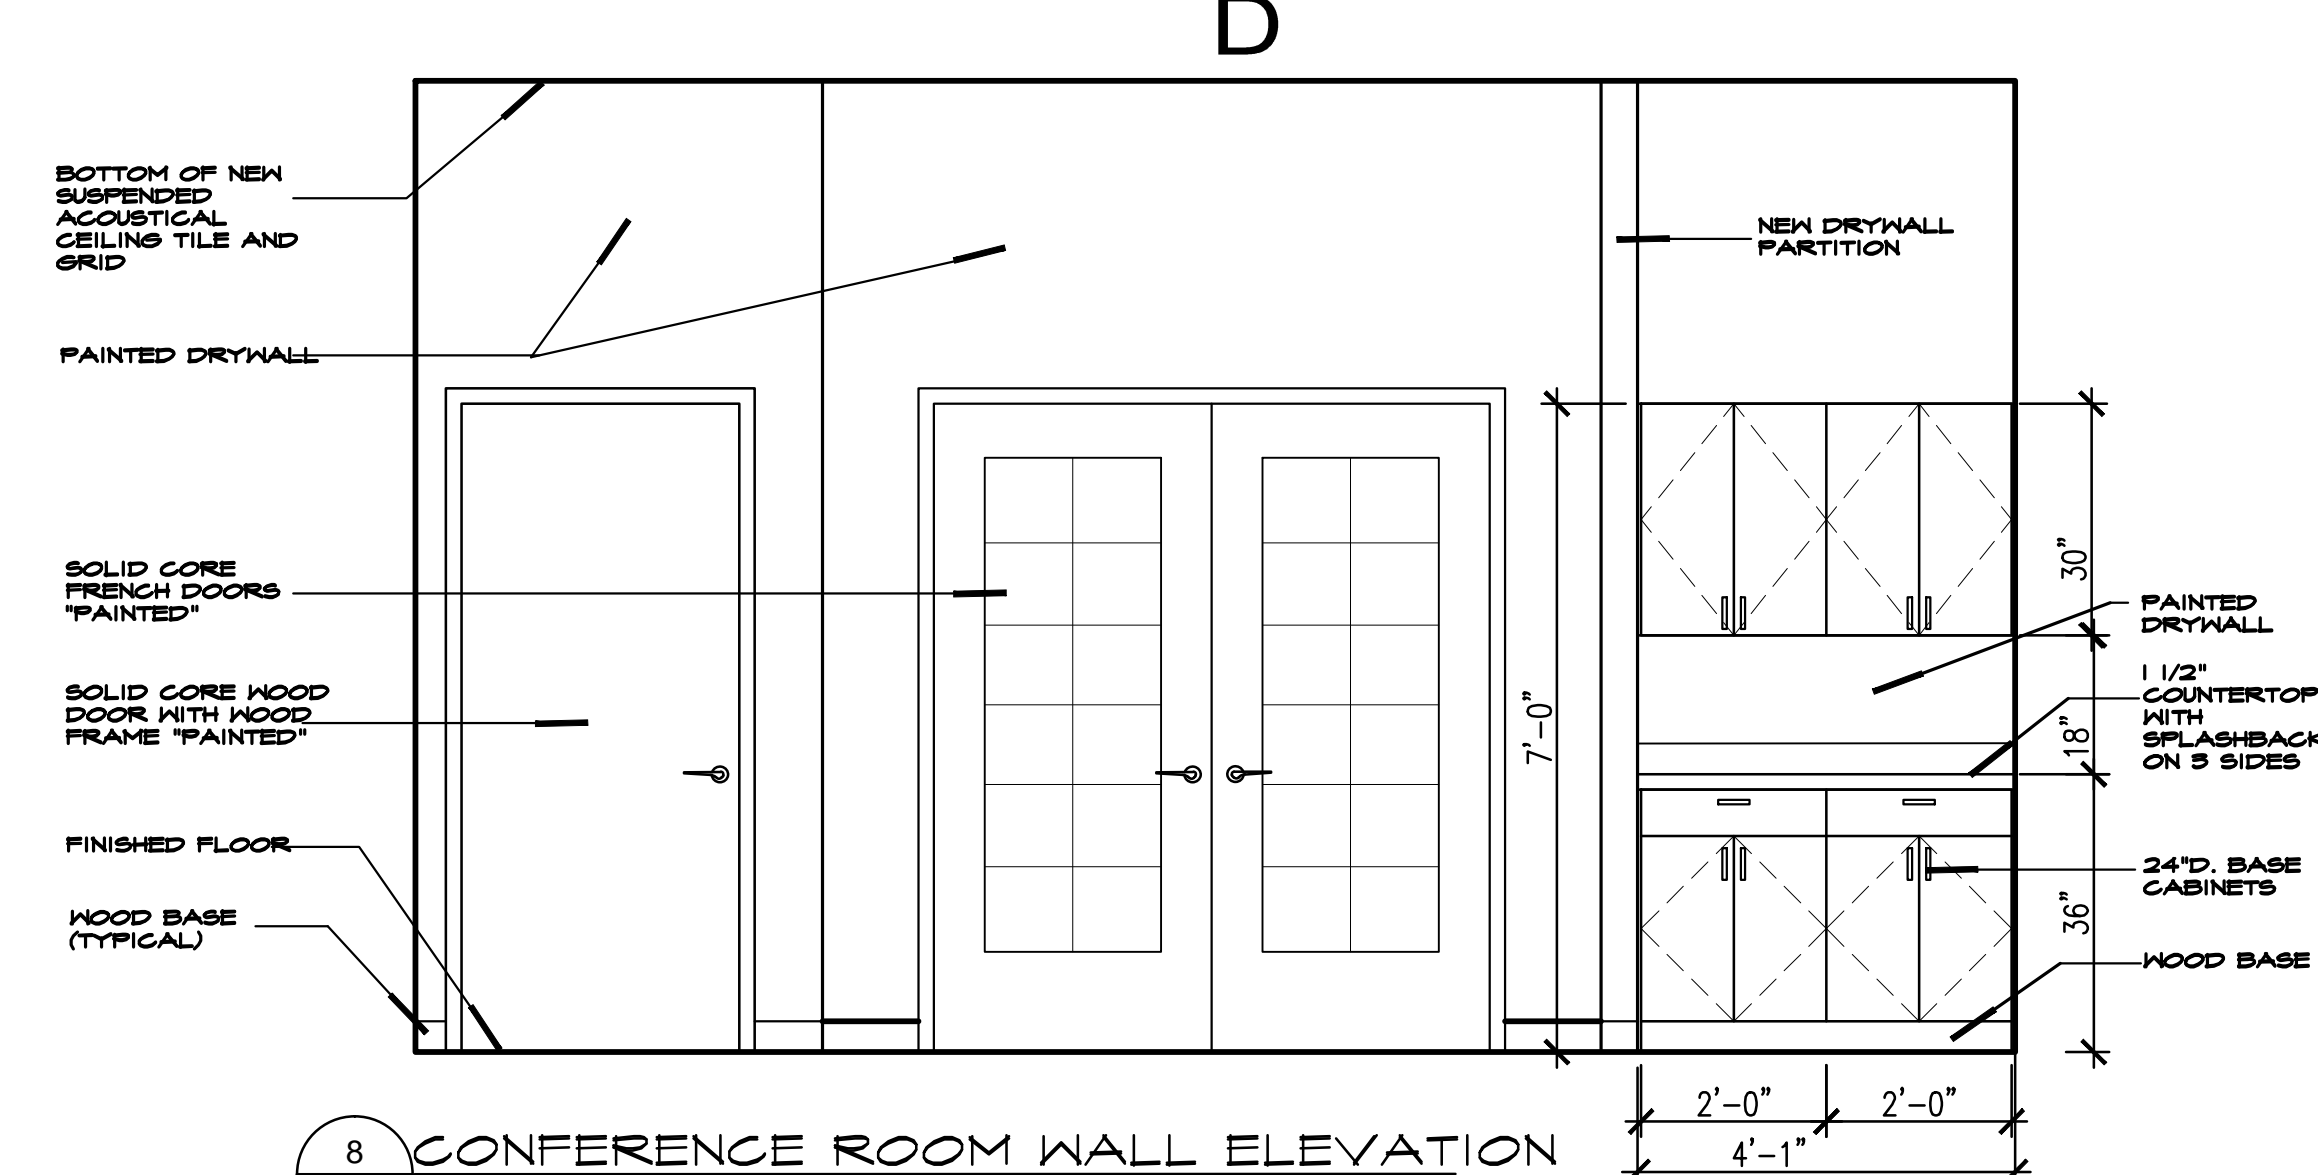 D
BOTTOM OF NEW
SUSPENDED
ACOUSTICAL
CEILING TILE AND
GRID
NEW DRYWALL
PARTITION
PAINTED DRYWALL
SOLID CORE
FRENCH DOORS
"PAINTED"
SOLID CORE WOOD
DOOR WITH WOOD
FRAME "PAINTED"
FINISHED FLOOR
WOOD BASE
(TYPICAL)
7'-0"
30"
18"
36"
PAINTED
DRYWALL
1 1/2"
COUNTERTOP
WITH
SPLASHBACK
ON 3 SIDES
24"D. BASE
CABINETS
WOOD BASE
2'-0" 2'-0"
4'-1"
8 CONFERENCE ROOM WALL ELEVATION